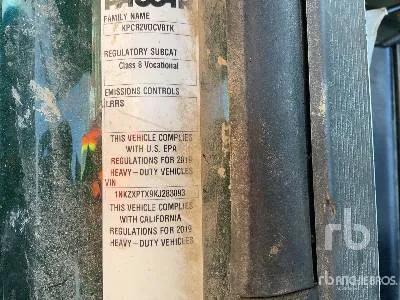 PACCAR
FAMILY NAME
KPCR2VOCVBTK
REGULATORY SUBCAT
Class 8 Vocational
EMISSIONS CONTROLS
LRRS
THIS VEHICLE COMPLIES
WITH U.S. EPA
REGULATIONS FOR 2019
HEAVY-DUTY VEHICLES
VIN
1NKZXPTX9KJ283093
THIS VEHICLE COMPLIES
WITH CALIFORNIA
REGULATIONS FOR 2019
HEAVY-DUTY VEHICLES
rb
rb RITCHIE BROS.